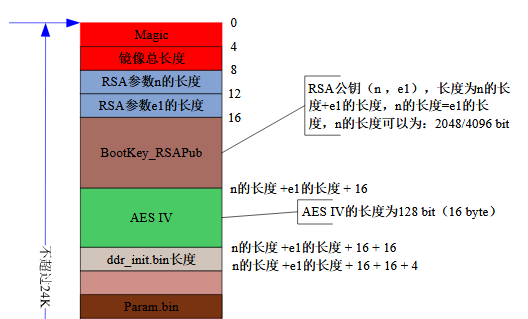 0
Magic
4
镜像总长度
8
RSA参数n的长度
12
RSA参数e1的长度
16
RSA公钥(n ，e1)，长度为n的长
度+e1的长度，n的长度=e1的长
度，n的长度可以为：2048/4096 bit
BootKey_RSAPub
n的长度 +e1的长度 + 16
AES IV
AES IV的长度为128 bit（16 byte）
n的长度 +e1的长度 + 16 + 16
ddr_init.bin长度
n的长度 +e1的长度 + 16 + 16 + 4
不超过24K
Param.bin